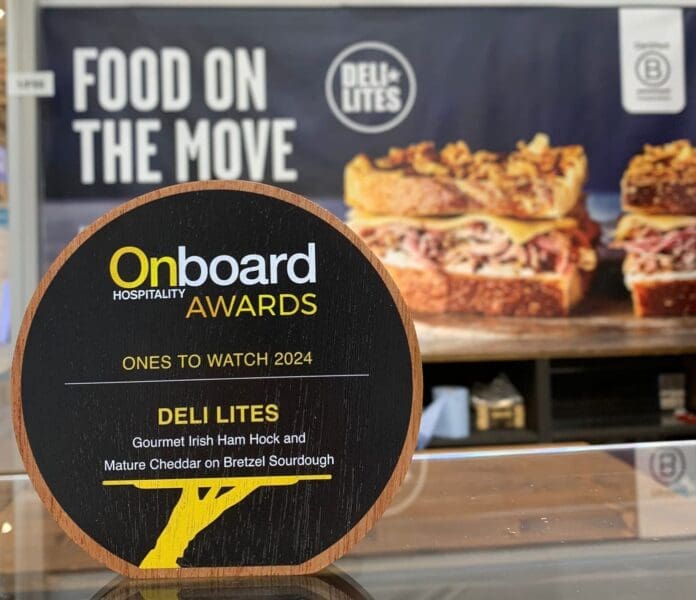 FOOD ON
THE MOVE
DELI
LITES
Certified
B
Onboard
HOSPITALITY
AWARDS
ONES TO WATCH 2024
DELI LITES
Gourmet Irish Ham Hock and
Mature Cheddar on Bretzel Sourdough
B